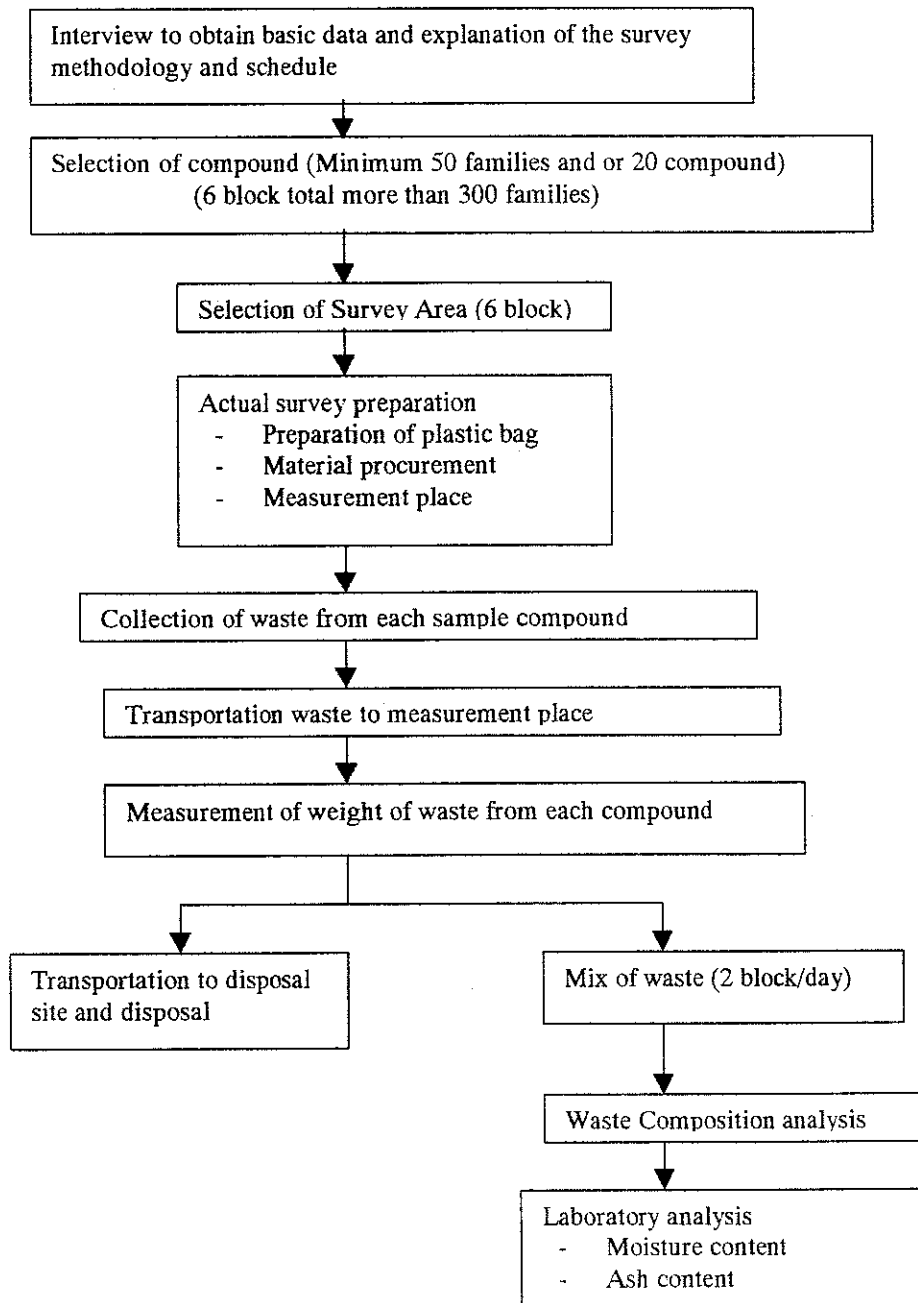 Interview to obtain basic data and explanation of the survey
methodology and schedule
Selection of compound (Minimum 50 families and or 20 compound)
(6 block total more than 300 families)
Selection of Survey Area (6 block)
Actual survey preparation
- Preparation of plastic bag
- Material procurement
- Measurement place
Collection of waste from each sample compound
Transportation waste to measurement place
Measurement of weight of waste from each compound
Transportation to disposal
site and disposal
Mix of waste (2 block/day)
Waste Composition analysis
Laboratory analysis
- Moisture content
- Ash content